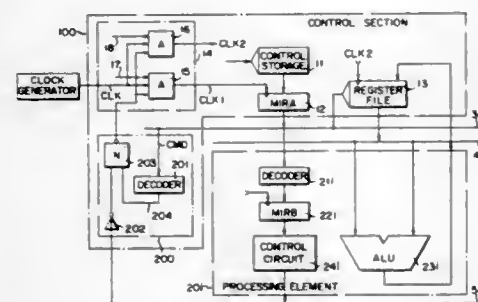 100
CONTROL SECTION
18
16
A
CLK2
14
17
15
A
CLK
CLK1
CLOCK
GENERATOR
CONTROL
STORAGE
11
MIRA
12
CLK2
REGISTER
FILE
13
3
4
CMD
N
203
201
DECODER
204
202
200
DECODER
211
MIRB
221
CONTROL
CIRCUIT
241
ALU
231
201
PROCESSING ELEMENT
5